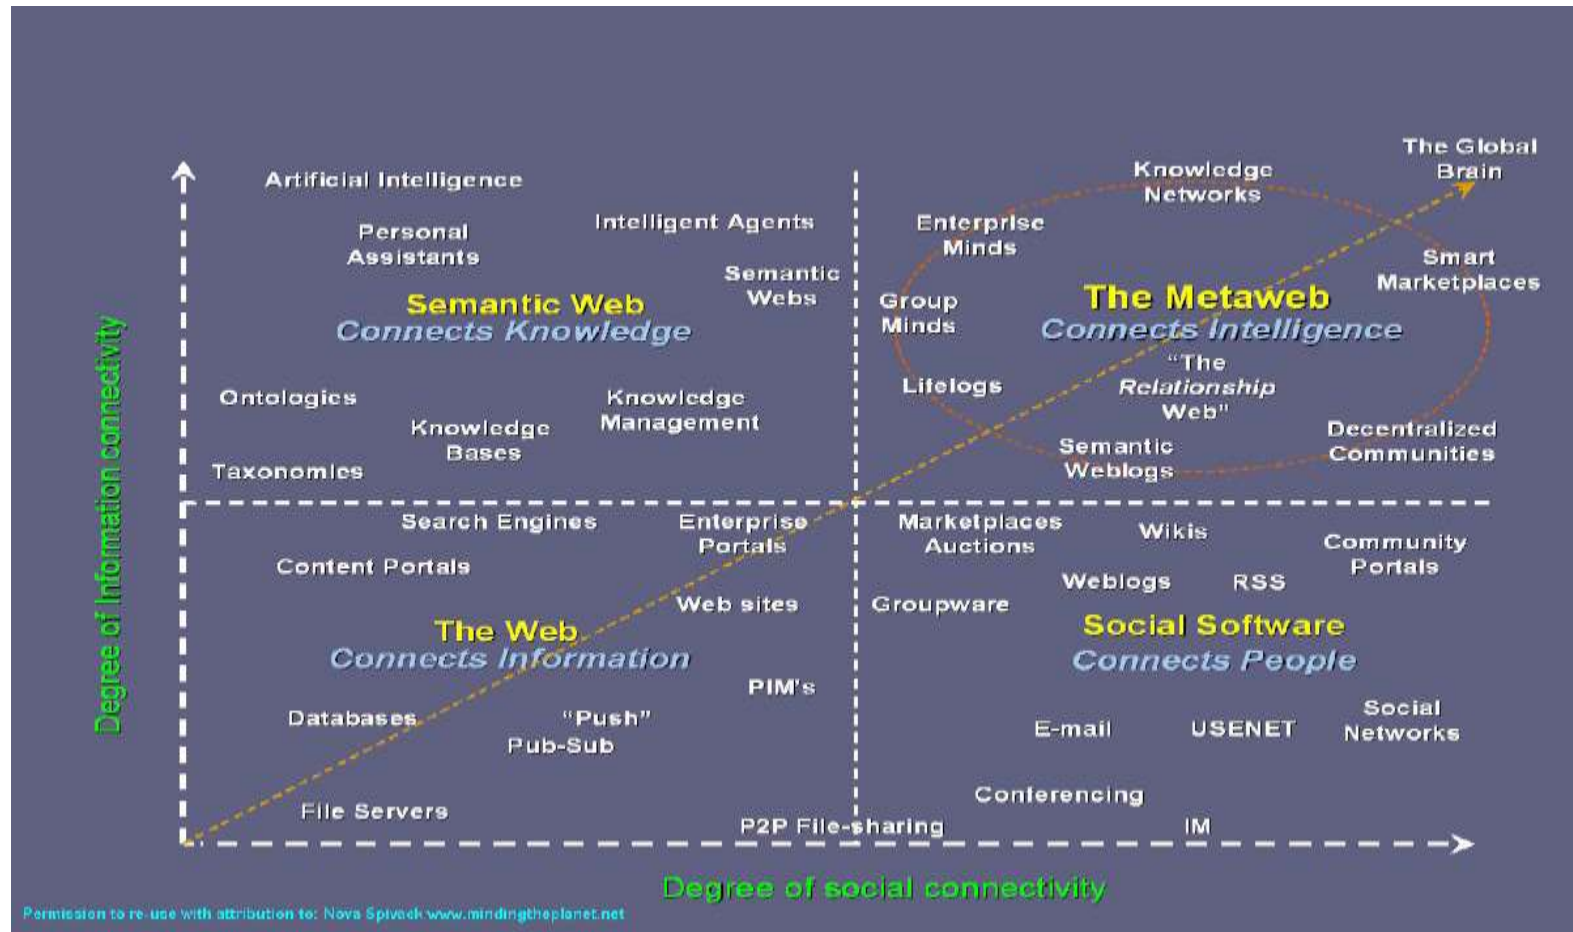 The Global
Brain
Knowledge
Networks
Artificial Intelligence
Intelligent Agents
Enterprise
Minds
Personal
Assistants
Smart
Marketplaces
Semantic
Webs
Semantic Web
Connects Knowledge
Group
Minds
The Metaweb
Connects Intelligence
"The
Relationship
Web"
Lifelogs
Ontologies
Knowledge
Management
Knowledge
Bases
Decentralized
Communities
Semantic
Weblogs
Taxonomies
Degree of Information connectivity
Search Engines
Enterprise
Portals
Marketplaces
Auctions
Wikis
Community
Portals
Content Portals
Weblogs
RSS
Web sites
Groupware
The Web
Connects Information
Social Software
Connects People
PIM's
Databases
"Push"
Pub-Sub
E-mail
USENET
Social
Networks
Conferencing
File Servers
P2P File-sharing
IM
Degree of social connectivity
Permission to re-use with attribution to: Nova Spivack www.mindingtheplanet.net